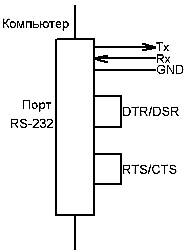 Компьютер
Tx
Rx
GND
Порт
RS-232
DTR/DSR
RTS/CTS